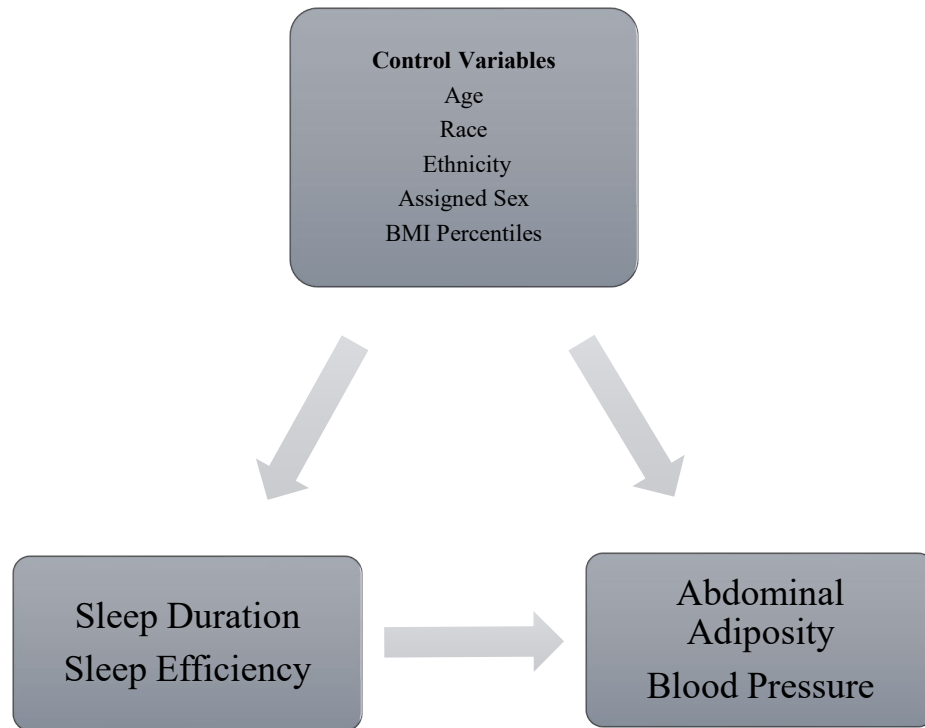 Control Variables
Age
Race
Ethnicity
Assigned Sex
BMI Percentiles
Sleep Duration
Sleep Efficiency
Abdominal
Adiposity
Blood Pressure